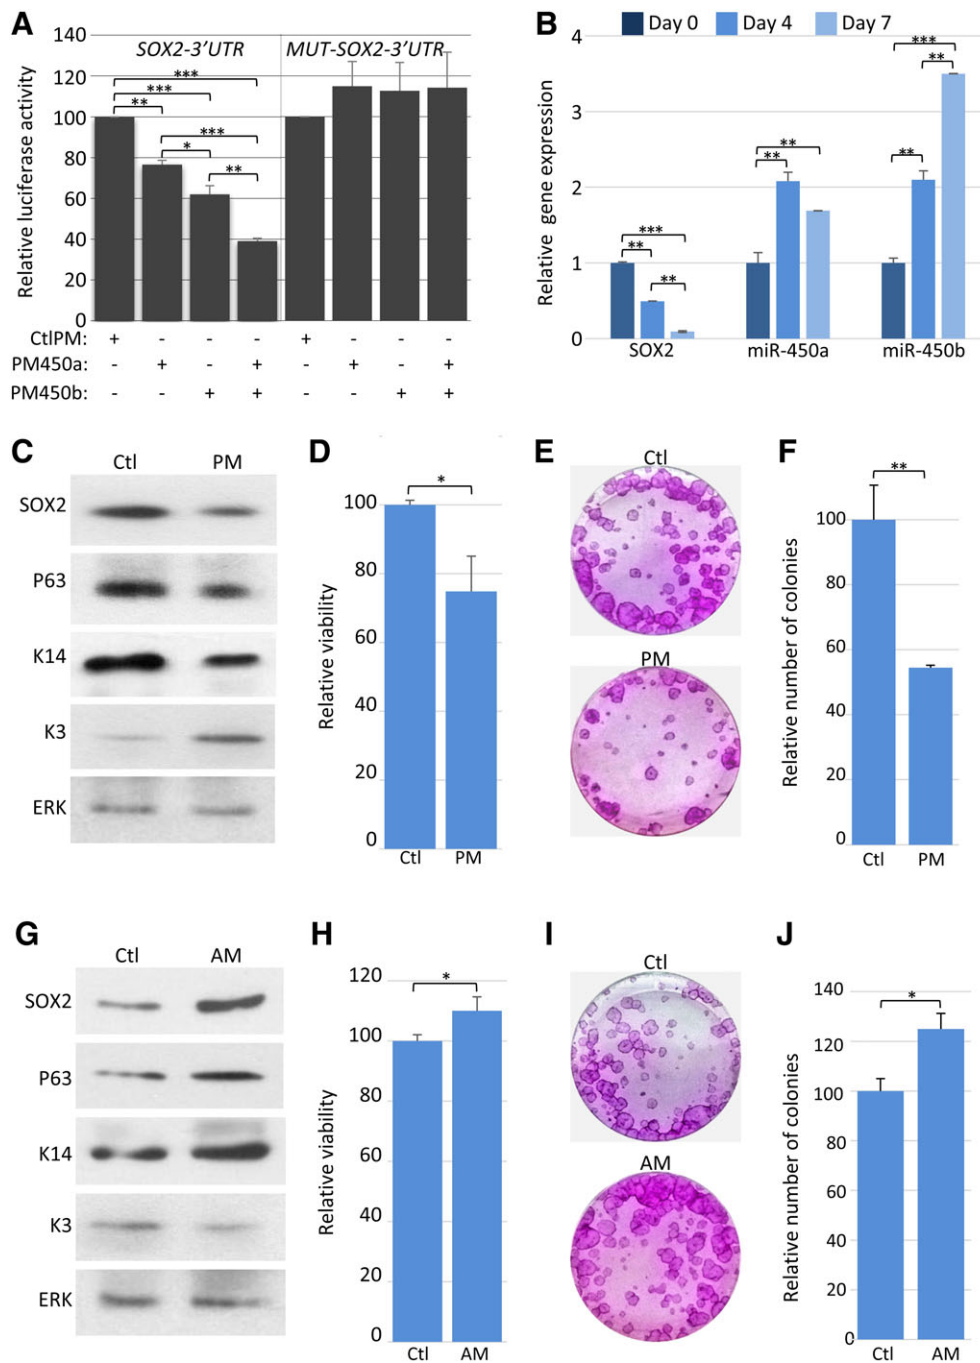 A
140
SOX2-3'UTR
MUT-SOX2-3'UTR
120
100
80
60
40
20
0
Relative luciferase activity
***
***
**
***
*
**
CtlPM: + - - - + - - -
PM450a: - + - + - + - +
PM450b: - - + + - - + +
B
Day 0 Day 4 Day 7
4
3
2
1
0
Relative gene expression
***
**
**
**
**
***
**
**
SOX2 miR-450a miR-450b
C
Ctl PM
SOX2
P63
K14
K3
ERK
D
*
100
80
60
40
20
0
Relative viability
Ctl PM
E
Ctl
PM
F
**
100
80
60
40
20
0
Relative number of colonies
Ctl PM
G
Ctl AM
SOX2
P63
K14
K3
ERK
H
120
*
100
80
60
40
20
0
Relative viability
Ctl AM
I
Ctl
AM
J
140
*
120
100
80
60
40
20
0
Relative number of colonies
Ctl AM